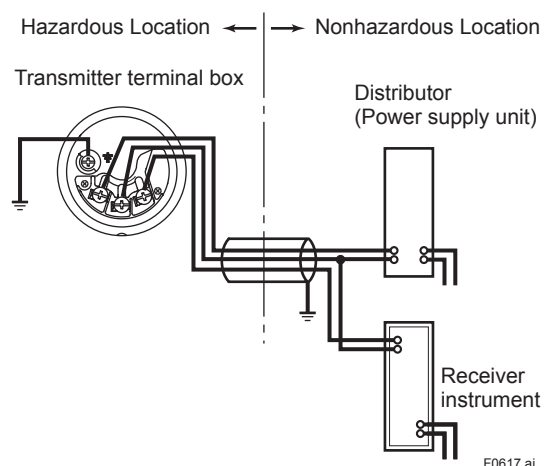 Hazardous Location
Nonhazardous Location
Transmitter terminal box
Distributor
(Power supply unit)
Receiver
instrument
F0617.ai